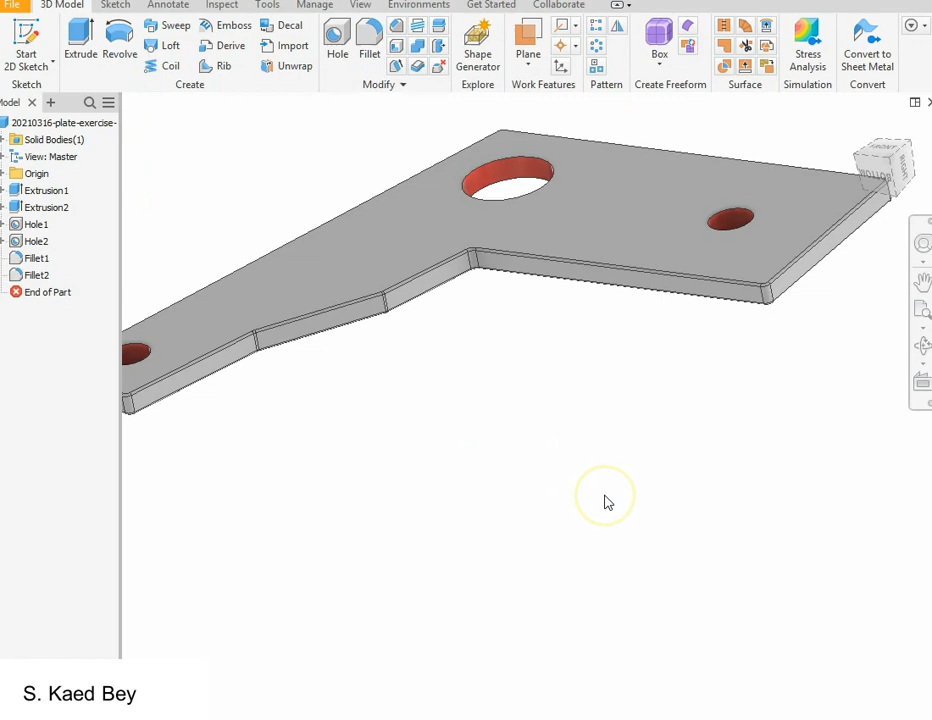 File 3D Model Sketch Annotate Inspect Tools Manage View Environments Get Started Collaborate
Start
2D Sketch
Sketch
Extrude
Revolve
Sweep
Loft
Coil
Emboss
Derive
Rib
Decal
Import
Unwrap
Create
Hole
Fillet
Modify
Shape
Generator
Explore
Plane
Work Features
Pattern
Box
Create Freeform
Surface
Stress
Analysis
Simulation
Convert to
Sheet Metal
Convert
Model
20210316-plate-exercise-
Solid Bodies(1)
View: Master
Origin
Extrusion1
Extrusion2
Hole1
Hole2
Fillet1
Fillet2
End of Part
FRONT
RIGHT
BOTTOM
S. Kaed Bey